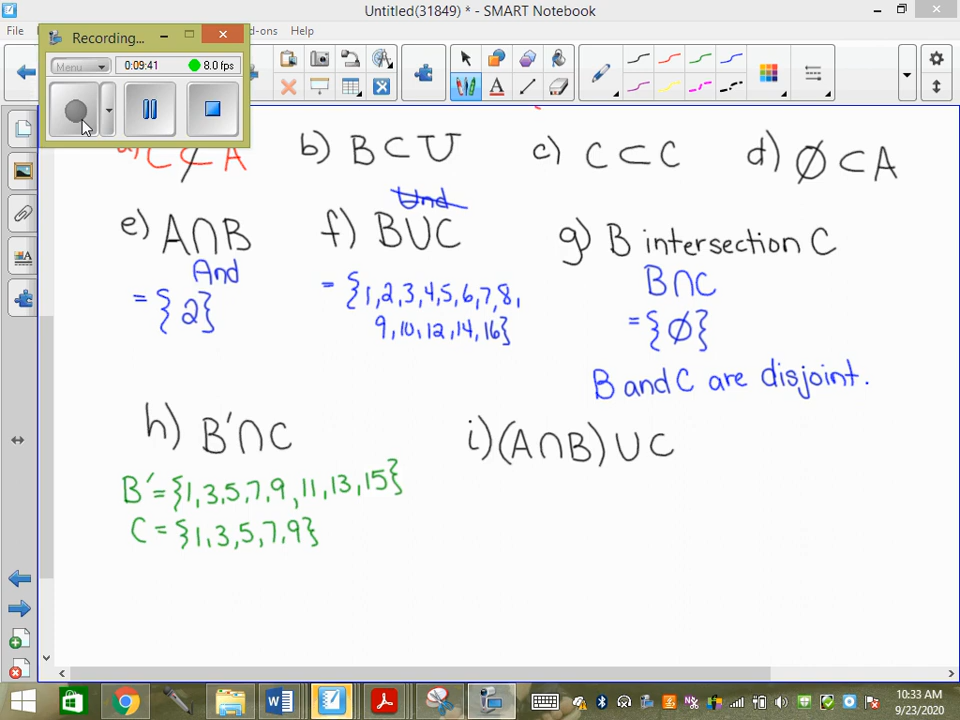 Untitled(31849) * - SMART Notebook
Recording...
File
d-ons
Help
Menu
0:09:41
8.0 fps
a) C ⊄ A
b) B ⊂ U
c) C ⊂ C
d) ∅ ⊂ A
e) A∩B
And
= {2}
f) B∪C
Und
= {1,2,3,4,5,6,7,8,
9,10,12,14,16}
g) B intersection C
B∩C
= {∅}
B and C are disjoint.
h) B′∩C
B′= {1,3,5,7,9,11,13,15}
C = {1,3,5,7,9}
i) (A∩B) ∪ C
10:33 AM
9/23/2020